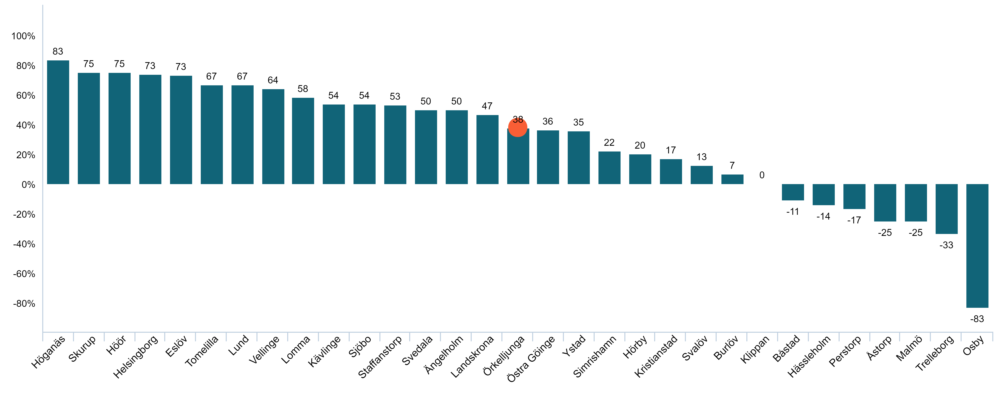 100%
80%
60%
40%
20%
0%
-20%
-40%
-60%
-80%
83
75
75
73
73
67
67
64
58
54
54
53
50
50
47
38
36
35
22
20
17
13
7
0
-11
-14
-17
-25
-25
-33
-83
Höganäs
Skurup
Höör
Helsingborg
Eslöv
Tomelilla
Lund
Vellinge
Lomma
Kävlinge
Sjöbo
Staffanstorp
Svedala
Ängelholm
Landskrona
Örkelljunga
Östra Göinge
Ystad
Simrishamn
Hörby
Kristianstad
Svalöv
Burlöv
Klippan
Båstad
Hässleholm
Perstorp
Åstorp
Malmö
Trelleborg
Osby